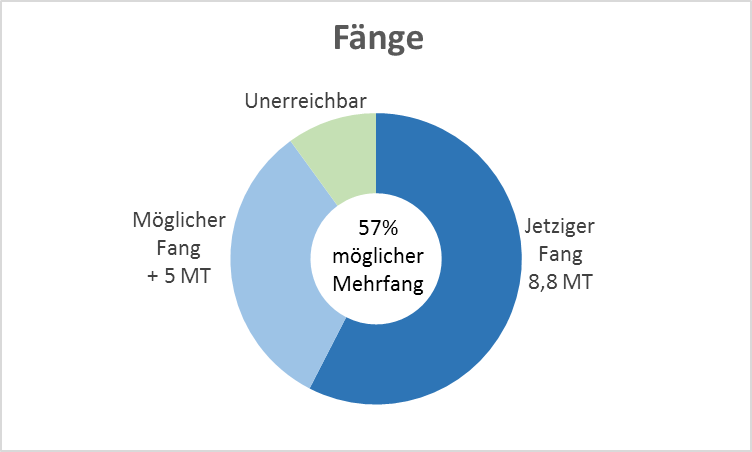 Fänge
Unerreichbar
Möglicher
Fang
+ 5 MT
57%
möglicher
Mehrfang
Jetziger
Fang
8,8 MT